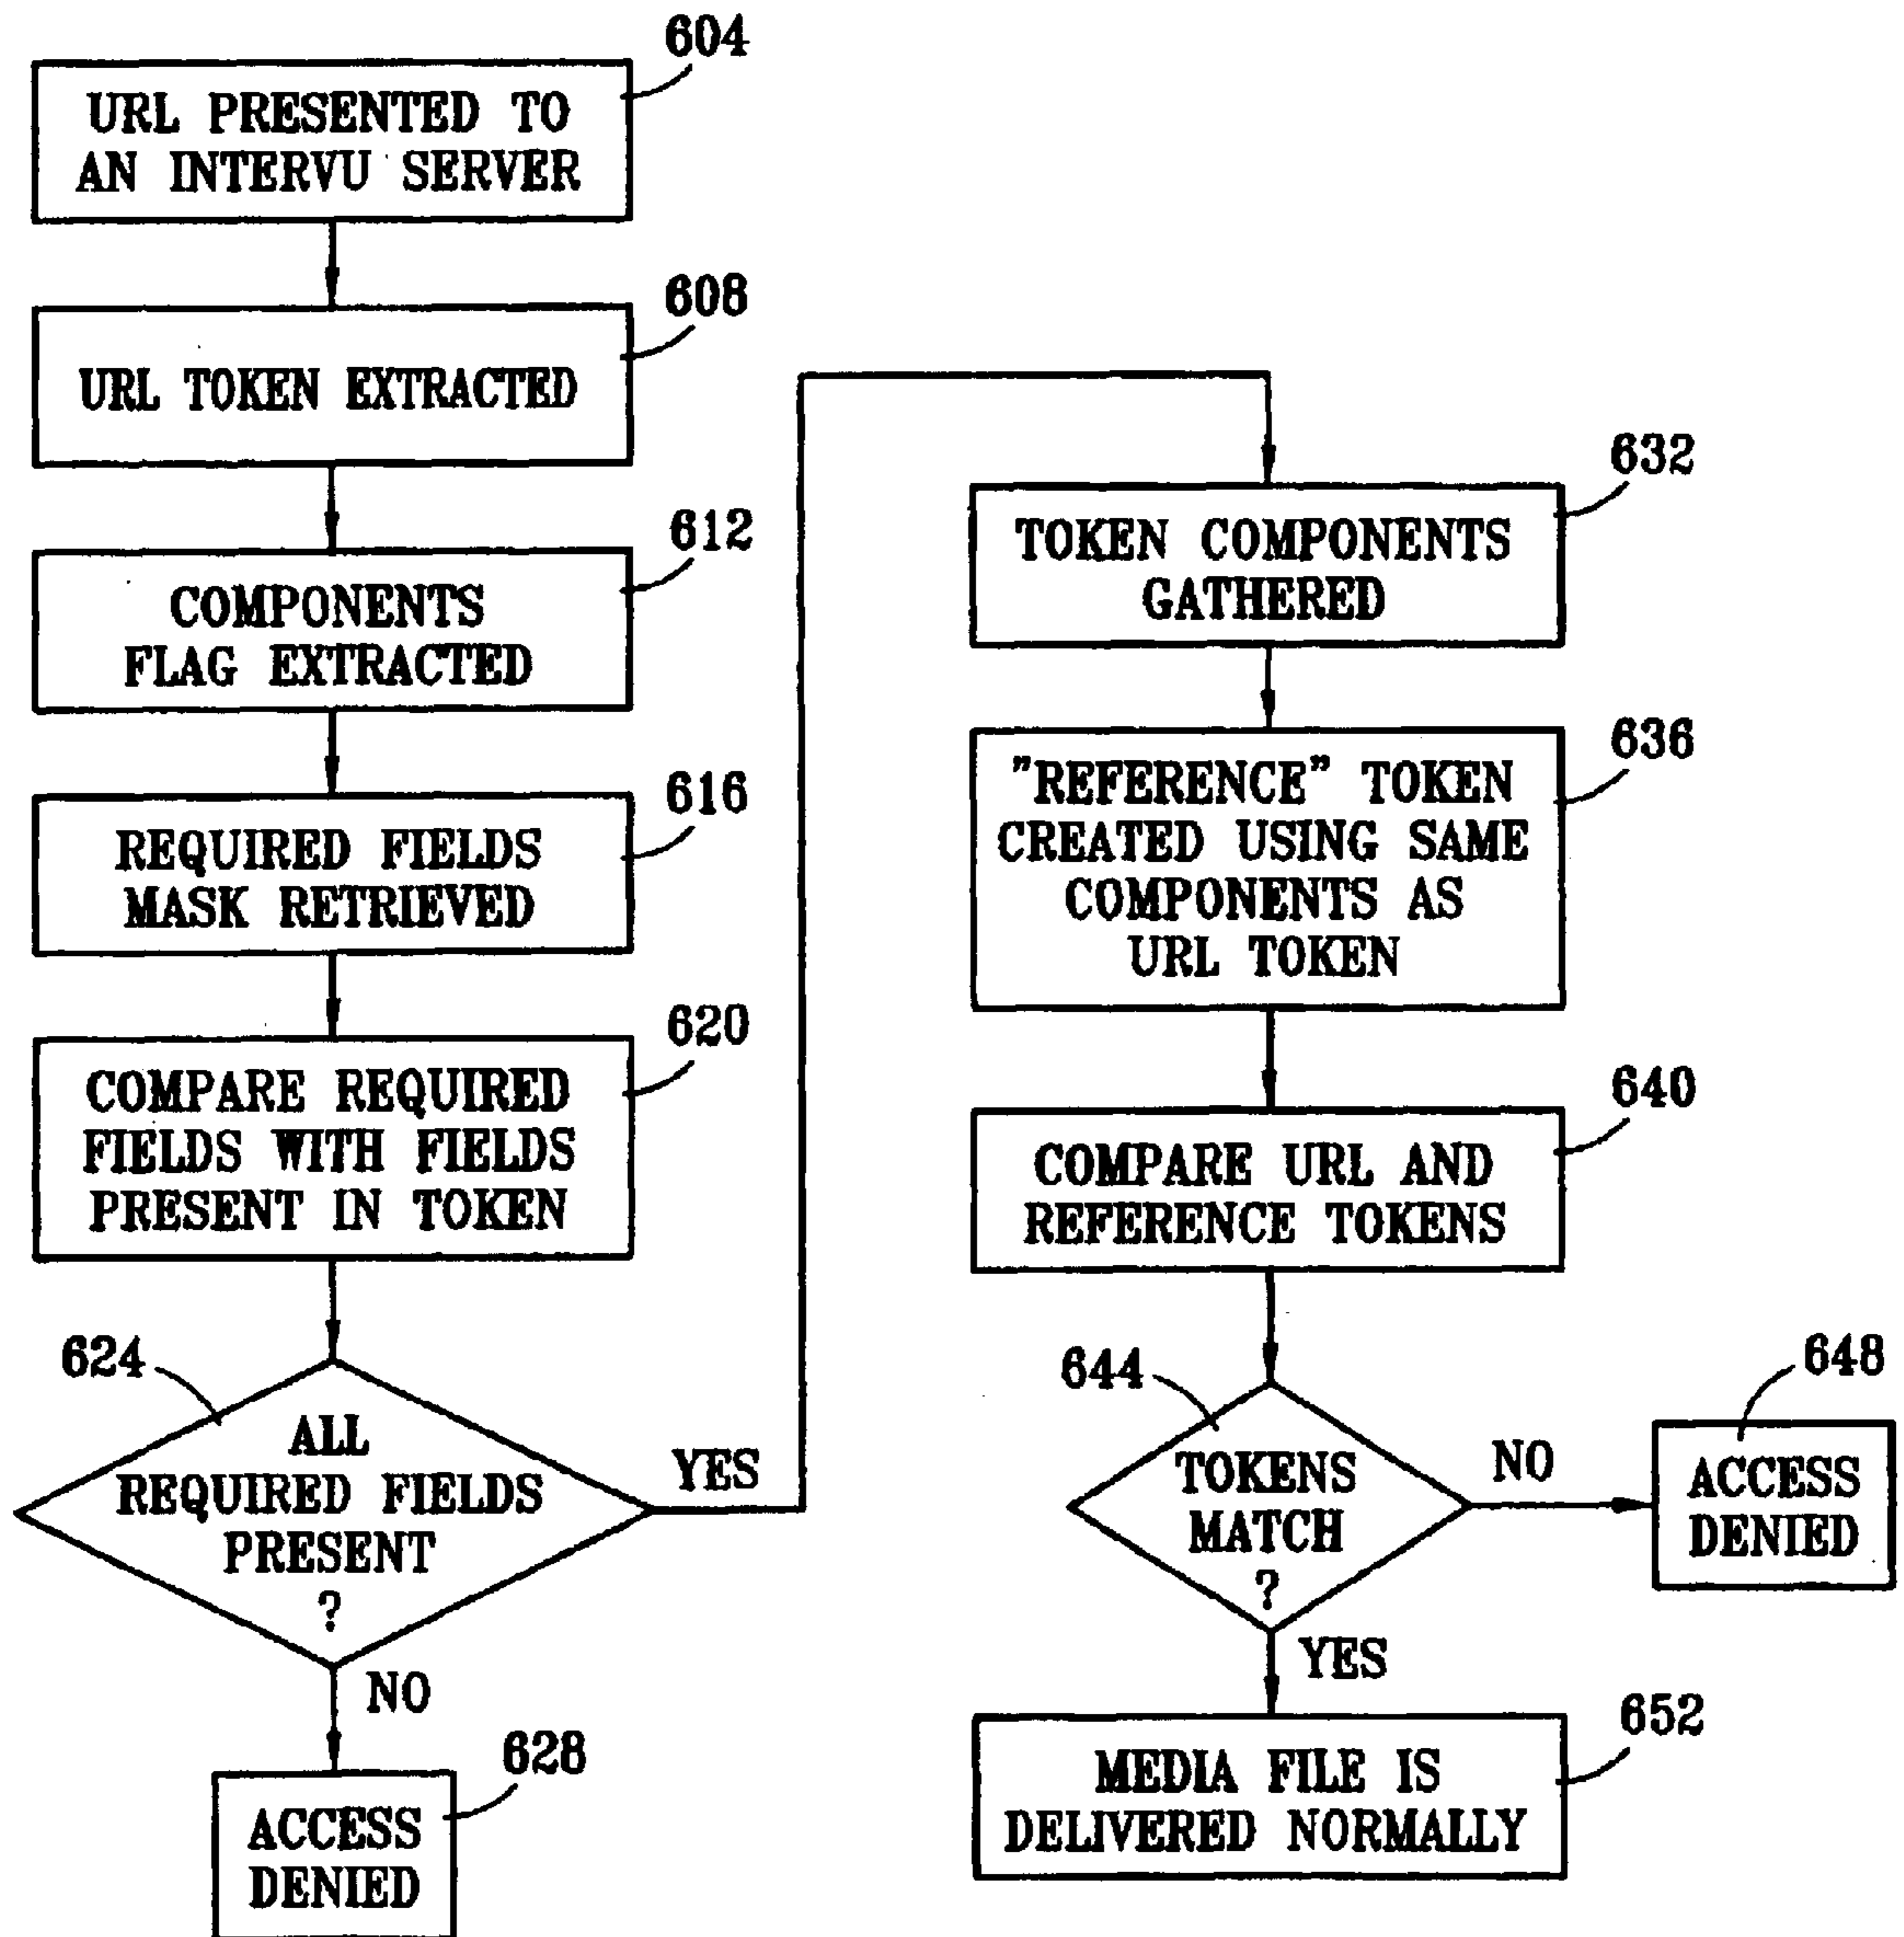 604
URL PRESENTED TO
AN INTERVU SERVER
608
URL TOKEN EXTRACTED
612
COMPONENTS
FLAG EXTRACTED
616
REQUIRED FIELDS
MASK RETRIEVED
620
COMPARE REQUIRED
FIELDS WITH FIELDS
PRESENT IN TOKEN
624
ALL
REQUIRED FIELDS
PRESENT
?
YES
NO
628
ACCESS
DENIED
632
TOKEN COMPONENTS
GATHERED
636
"REFERENCE" TOKEN
CREATED USING SAME
COMPONENTS AS
URL TOKEN
640
COMPARE URL AND
REFERENCE TOKENS
644
TOKENS
MATCH
?
NO
648
ACCESS
DENIED
YES
652
MEDIA FILE IS
DELIVERED NORMALLY